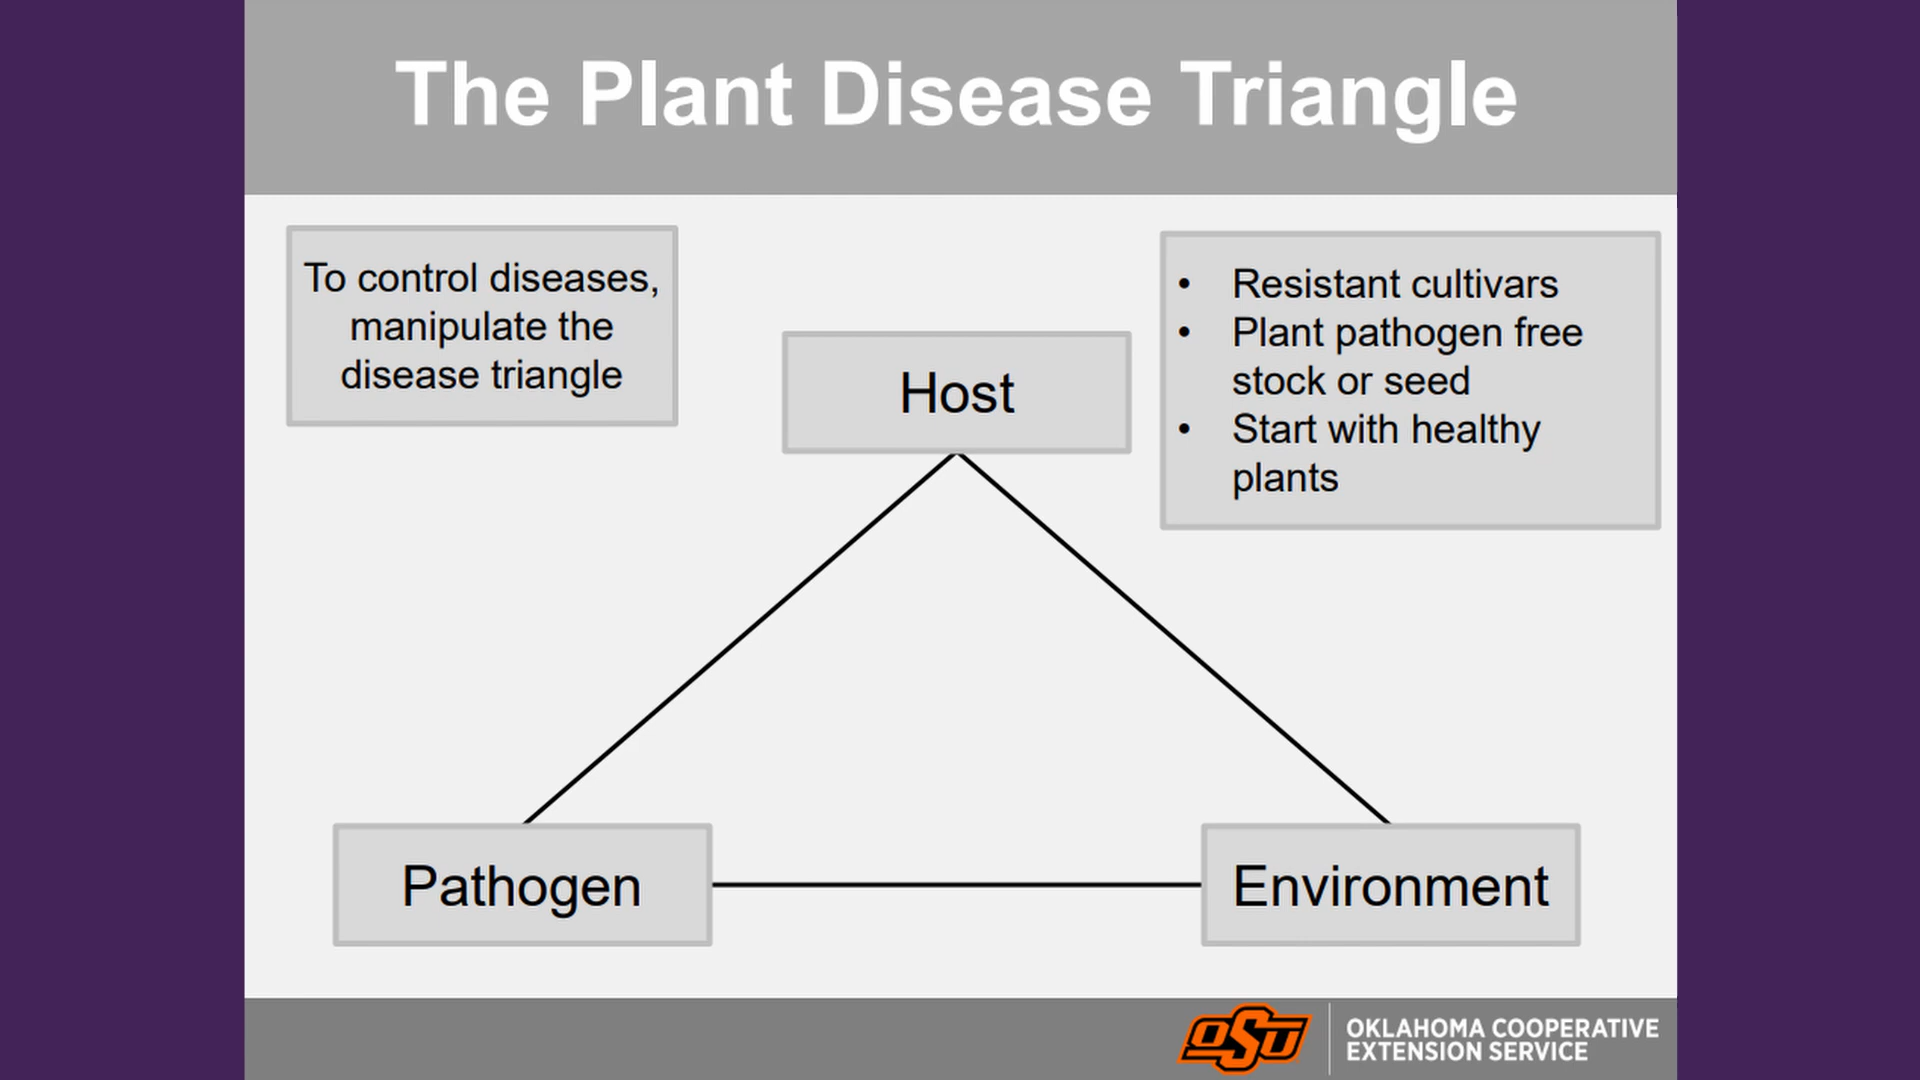 The Plant Disease Triangle
To control diseases,
manipulate the
disease triangle
• Resistant cultivars
• Plant pathogen free
stock or seed
• Start with healthy
plants
Host
Pathogen
Environment
OSU
OKLAHOMA COOPERATIVE
EXTENSION SERVICE